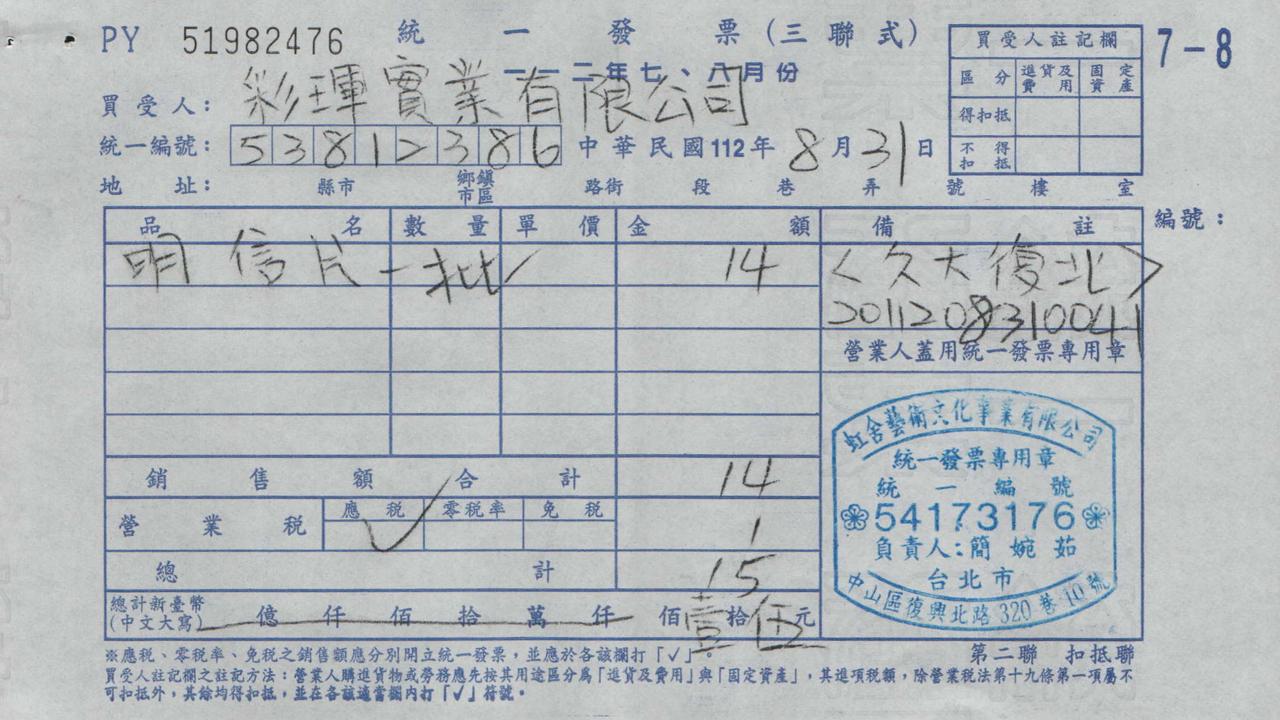 PY 51982476 統一發票(三聯式) 7-8
一一二年七、八月份
買受人註記欄
區分 進貨及費用 固定資產
得扣抵
不得扣抵
買受人：彩琿實業有限公司
統一編號：53812386 中華民國112年8月31日
地址： 縣市 鄉鎮市區 路街 段 巷 弄 號 樓 室
品名 數量 單價 金額 備註 編號：
明信片 一批 ✓ 14 <久大復北>
2011208310041
營業人蓋用統一發票專用章
銷售額合計 14
營業稅 應稅 ✓ 零稅率 免稅 1
總計 15
總計新臺幣(中文大寫) 億 仟 佰 拾 萬 仟 佰 壹拾 伍元
虹舍藝術文化事業有限公司
統一發票專用章
統一編號
54173176
負責人：簡婉茹
台北市
中山區復興北路320巷10號
第二聯 扣抵聯
※應稅、零稅率、免稅之銷售額應分別開立統一發票，並應於各該欄打「✓」。
買受人註記欄之註記方法：營業人購進貨物或勞務應先按其用途區分為「進貨及費用」與「固定資產」，其進項稅額，除營業稅法第十九條第一項屬不
可扣抵外，其餘均得扣抵，並在各該適當欄內打「✓」符號。